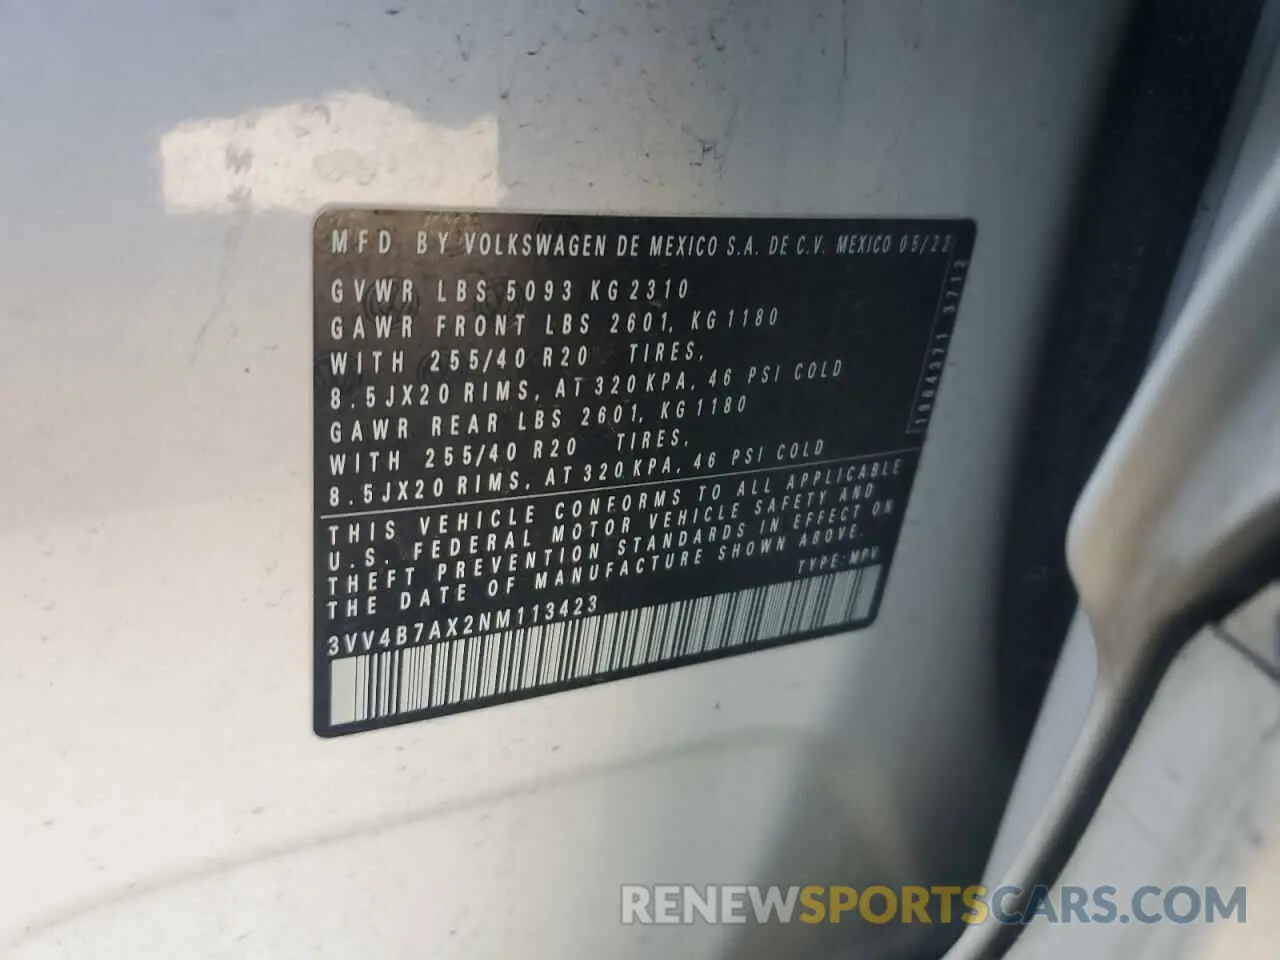 MFD BY VOLKSWAGEN DE MEXICO S.A. DE C.V. MEXICO 05/22
GVWR LBS 5093 KG 2310
GAWR FRONT LBS 2601, KG 1180
WITH 255/40 R20 TIRES,
8.5JX20 RIMS, AT 320 KPA, 46 PSI COLD
GAWR REAR LBS 2601, KG 1180
WITH 255/40 R20 TIRES,
8.5JX20 RIMS, AT 320 KPA, 46 PSI COLD
THIS VEHICLE CONFORMS TO ALL APPLICABLE
U.S. FEDERAL MOTOR VEHICLE SAFETY AND
THEFT PREVENTION STANDARDS IN EFFECT ON
THE DATE OF MANUFACTURE SHOWN ABOVE.
3VV4B7AX2NM113423 TYPE: MPV
3712
RENEWSPORTSCARS.COM